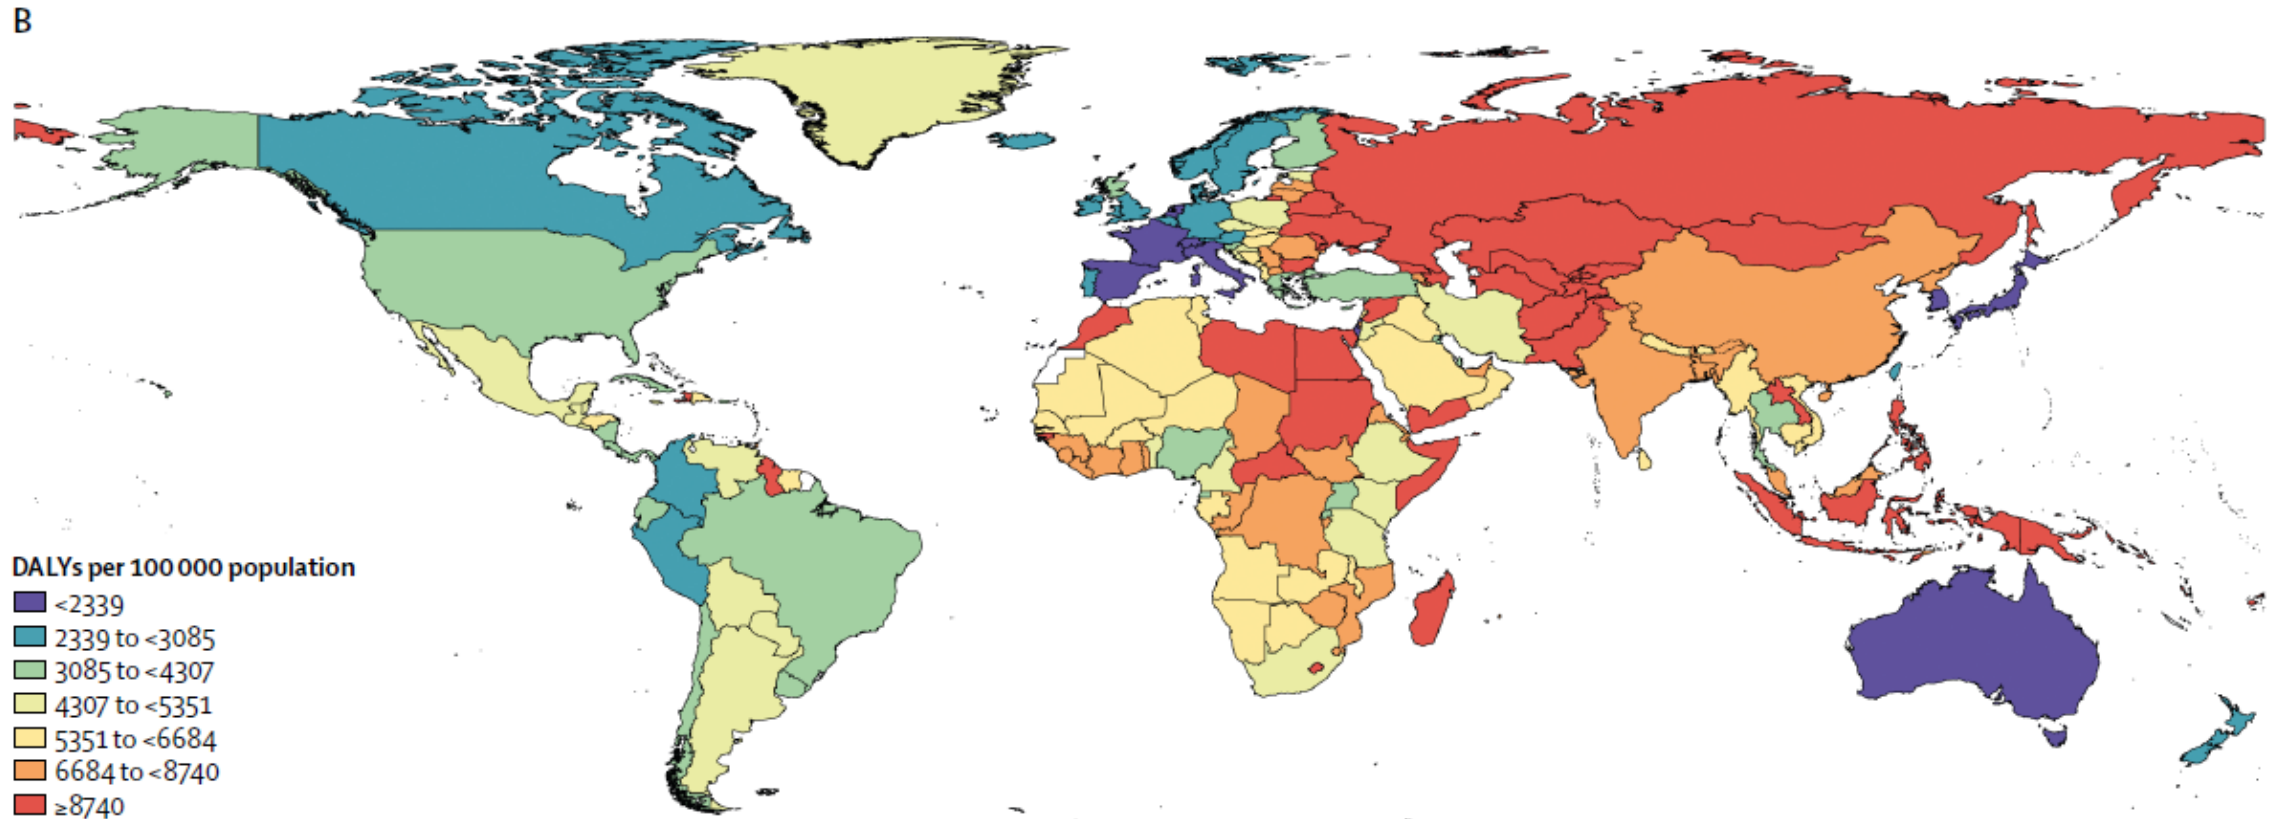 B
DALYs per 100 000 population
<2339
2339 to <3085
3085 to <4307
4307 to <5351
5351 to <6684
6684 to <8740
≥8740